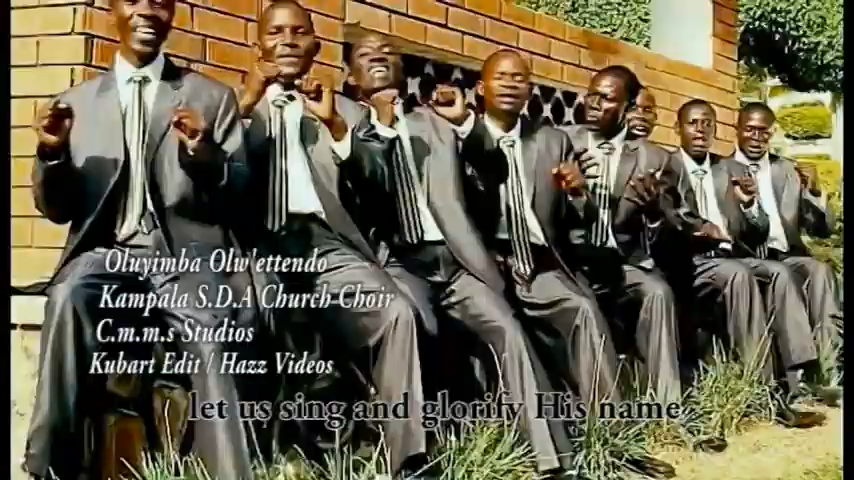 Oluyimba Olw'ettendo
Kampala S.D.A Church Choir
C.m.m.s Studios
Kubart Edit / Hazz Videos
let us sing and glorify His name